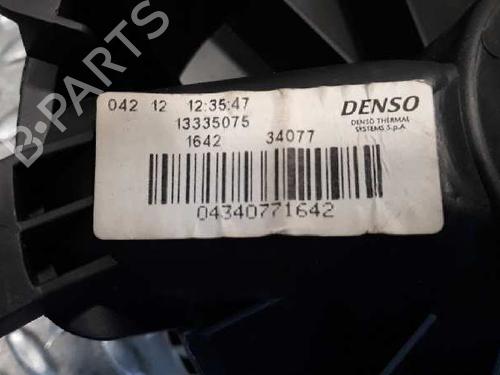 042 12 12:35:47
13335075
1642 34077
DENSO
DENSO THERMAL
SYSTEMS S.p.A
04340771642
B-PARTS